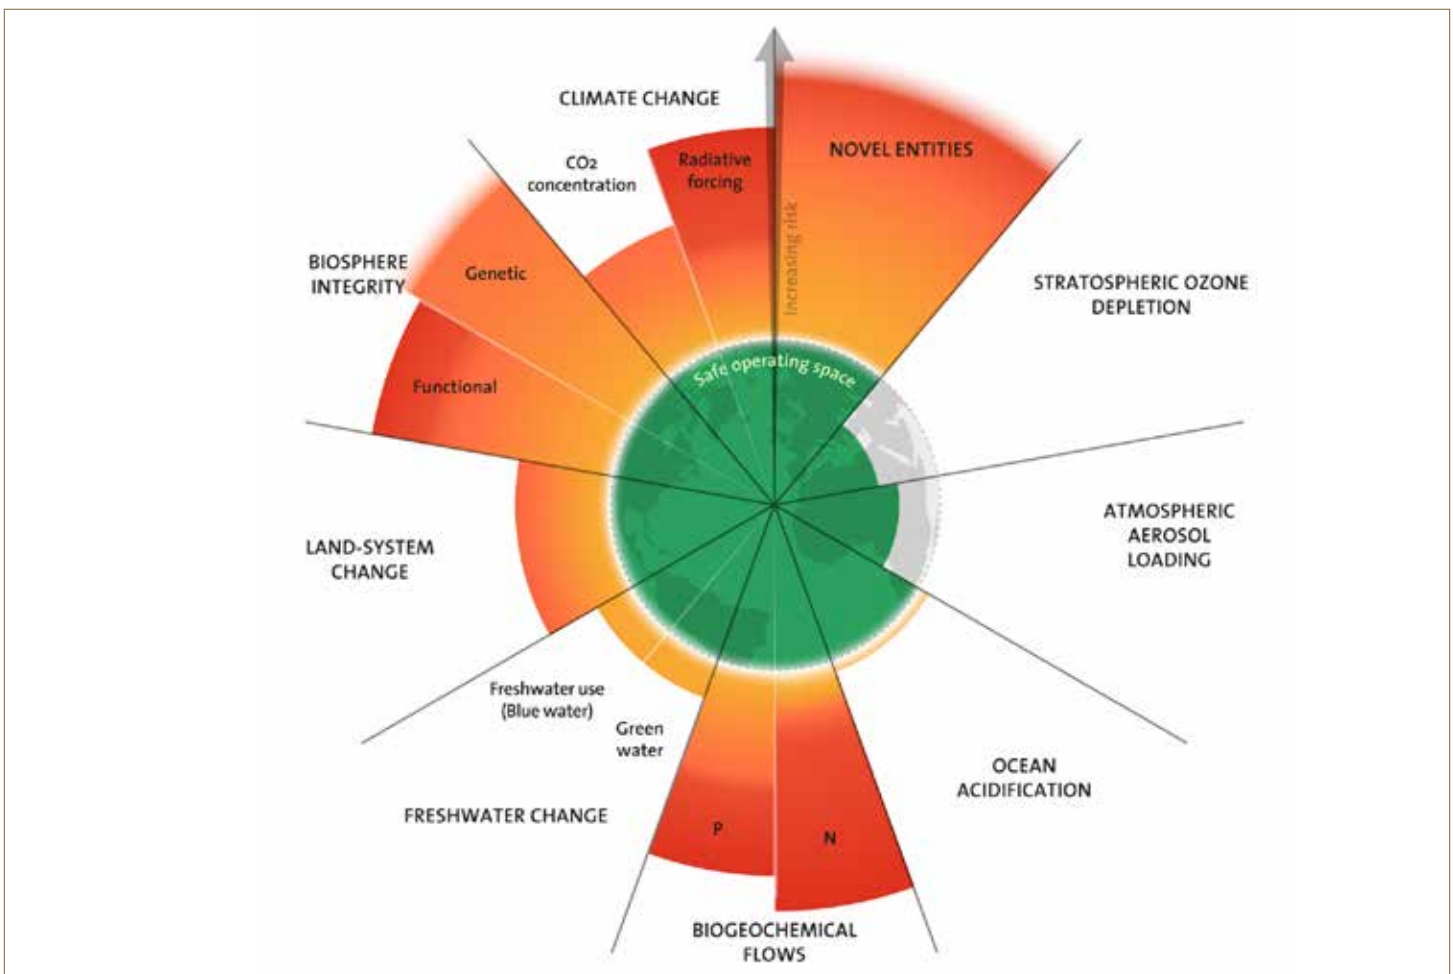 CLIMATE CHANGE
CO2
concentration
Radiative
forcing
NOVEL ENTITIES
Increasing risk
BIOSPHERE
INTEGRITY
Genetic
Functional
STRATOSPHERIC OZONE
DEPLETION
Safe operating space
ATMOSPHERIC
AEROSOL
LOADING
LAND-SYSTEM
CHANGE
Freshwater use
(Blue water)
Green
water
FRESHWATER CHANGE
P
N
OCEAN
ACIDIFICATION
BIOGEOCHEMICAL
FLOWS